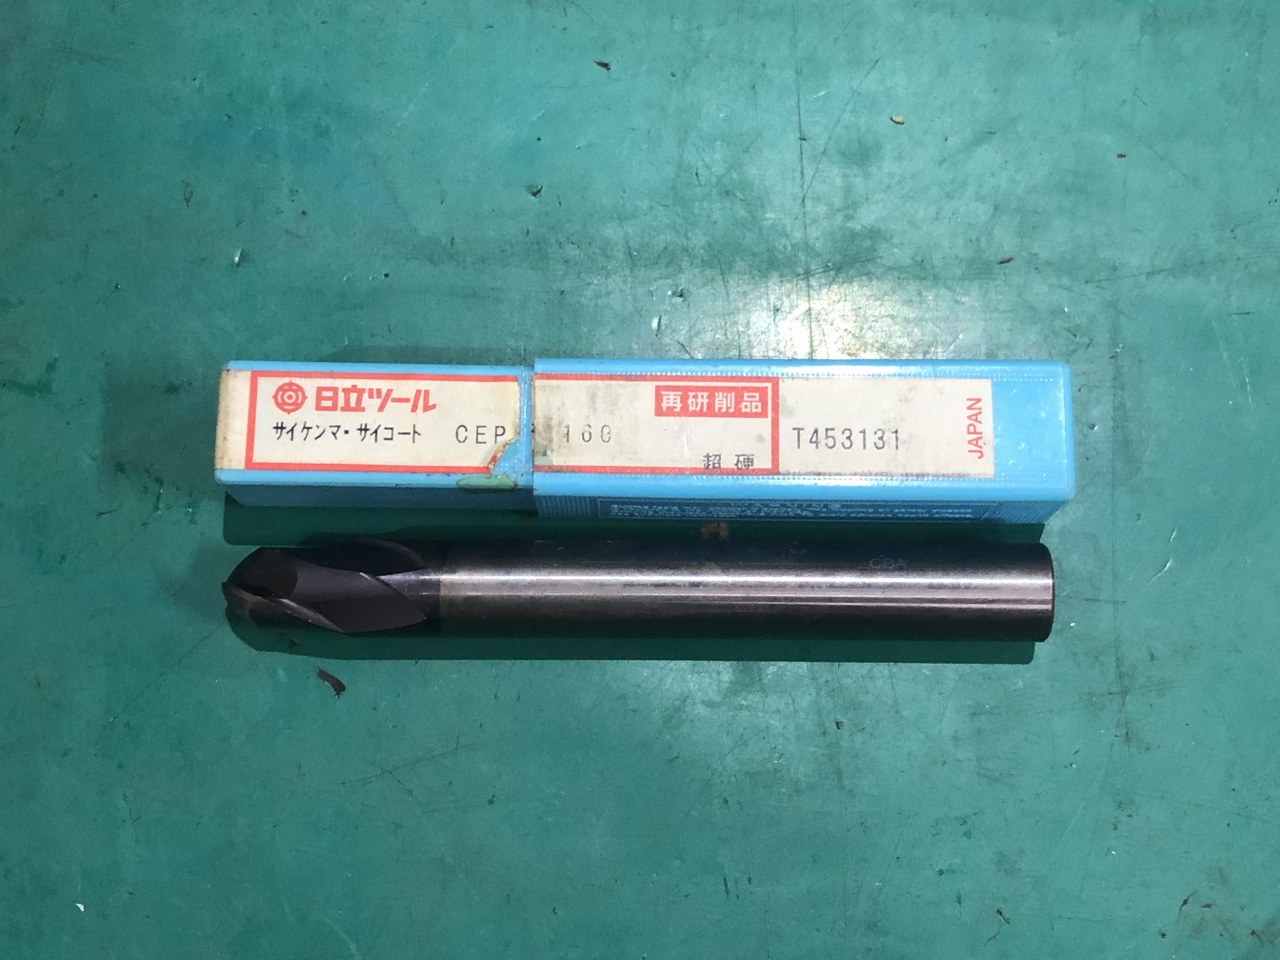 日立ツール
サイケンマ・サイコート CEP 160
再研削品
超硬
T453131
JAPAN
CBA